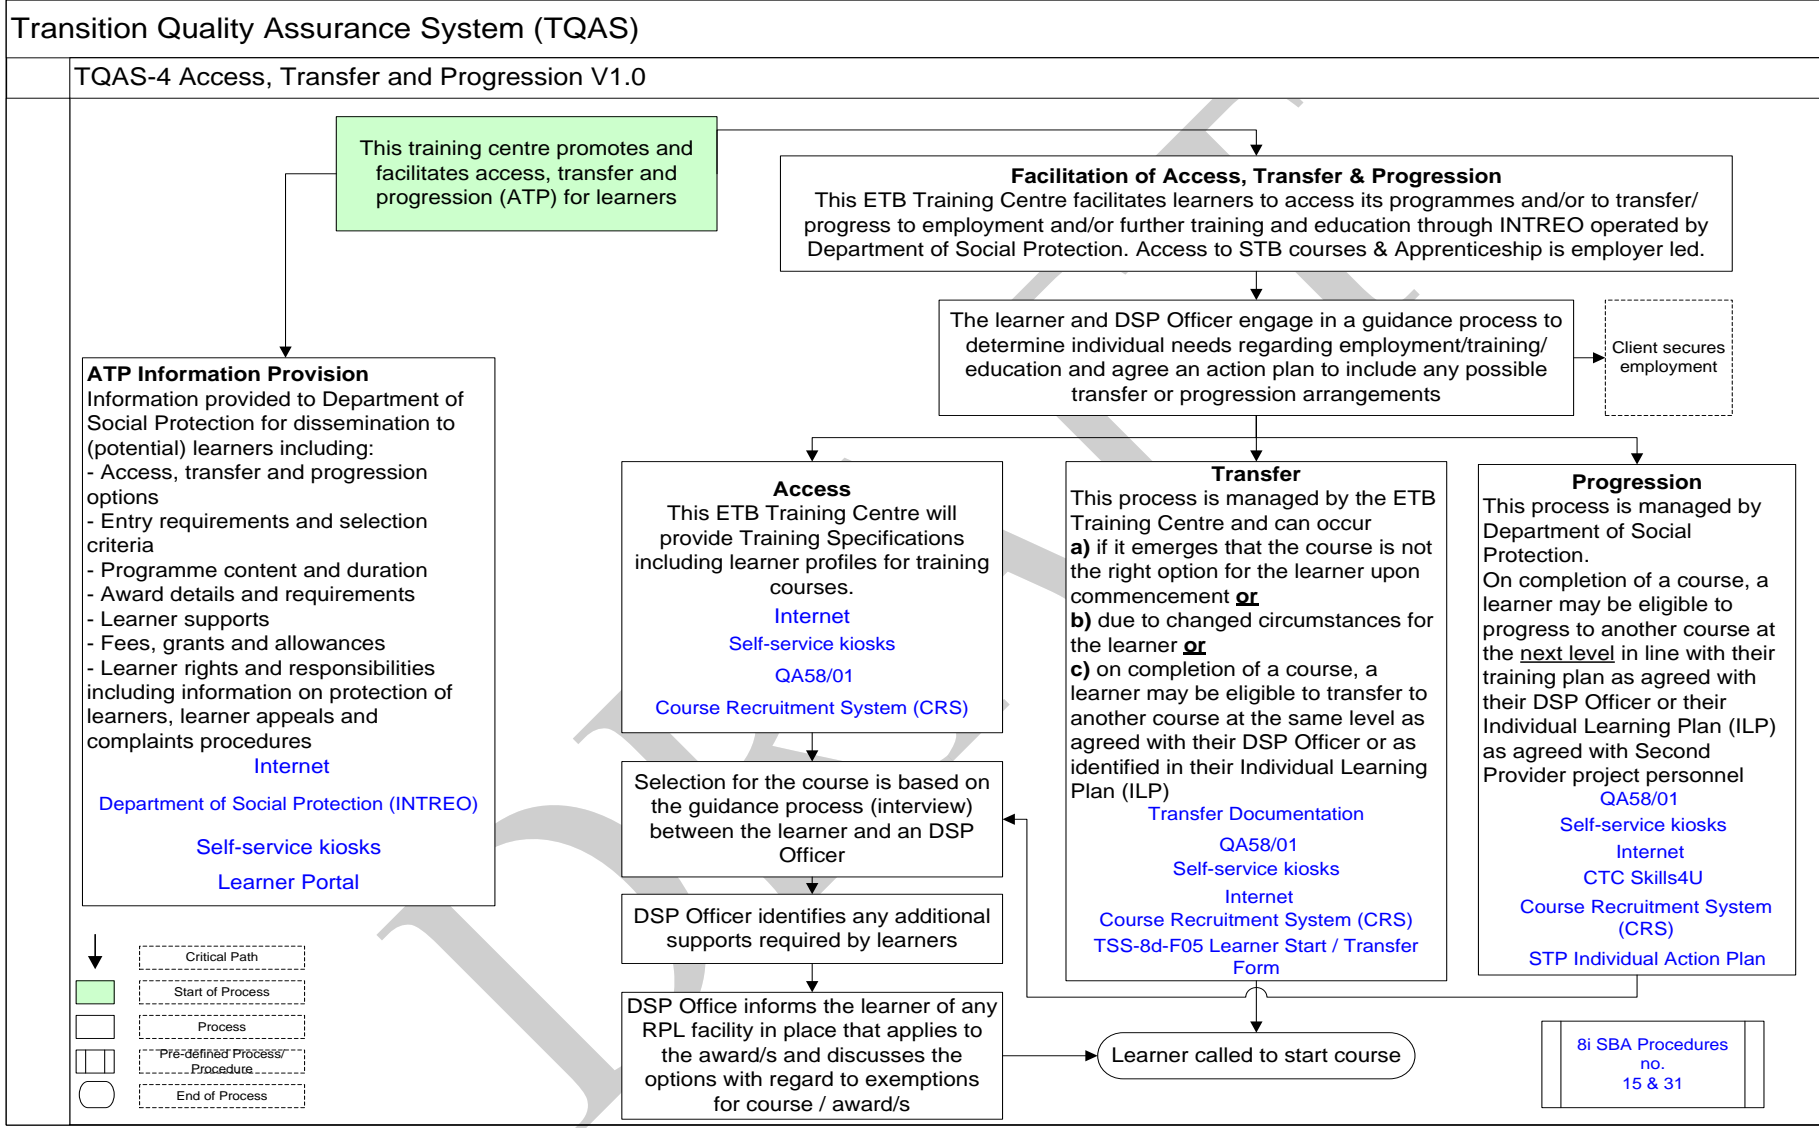 Transition Quality Assurance System (TQAS)
TQAS-4 Access, Transfer and Progression V1.0
This training centre promotes and
facilitates access, transfer and
progression (ATP) for learners
Facilitation of Access, Transfer & Progression
This ETB Training Centre facilitates learners to access its programmes and/or to transfer/
progress to employment and/or further training and education through INTREO operated by
Department of Social Protection. Access to STB courses & Apprenticeship is employer led.
The learner and DSP Officer engage in a guidance process to
determine individual needs regarding employment/training/
education and agree an action plan to include any possible
transfer or progression arrangements
Client secures
employment
ATP Information Provision
Information provided to Department of
Social Protection for dissemination to
(potential) learners including:
- Access, transfer and progression
options
- Entry requirements and selection
criteria
- Programme content and duration
- Award details and requirements
- Learner supports
- Fees, grants and allowances
- Learner rights and responsibilities
including information on protection of
learners, learner appeals and
complaints procedures
Internet
Department of Social Protection (INTREO)
Self-service kiosks
Learner Portal
Access
This ETB Training Centre will
provide Training Specifications
including learner profiles for training
courses.
Internet
Self-service kiosks
QA58/01
Course Recruitment System (CRS)
Selection for the course is based on
the guidance process (interview)
between the learner and an DSP
Officer
DSP Officer identifies any additional
supports required by learners
DSP Office informs the learner of any
RPL facility in place that applies to
the award/s and discusses the
options with regard to exemptions
for course / award/s
Transfer
This process is managed by the ETB
Training Centre and can occur
a) if it emerges that the course is not
the right option for the learner upon
commencement or
b) due to changed circumstances for
the learner or
c) on completion of a course, a
learner may be eligible to transfer to
another course at the same level as
agreed with their DSP Officer or as
identified in their Individual Learning
Plan (ILP)
Transfer Documentation
QA58/01
Self-service kiosks
Internet
Course Recruitment System (CRS)
TSS-8d-F05 Learner Start / Transfer
Form
Learner called to start course
Progression
This process is managed by
Department of Social
Protection.
On completion of a course, a
learner may be eligible to
progress to another course at
the next level in line with their
training plan as agreed with
their DSP Officer or their
Individual Learning Plan (ILP)
as agreed with Second
Provider project personnel
QA58/01
Self-service kiosks
Internet
CTC Skills4U
Course Recruitment System
(CRS)
STP Individual Action Plan
8i SBA Procedures
no.
15 & 31
Critical Path
Start of Process
Process
Pre-defined Process/
Procedure
End of Process
DRAFT